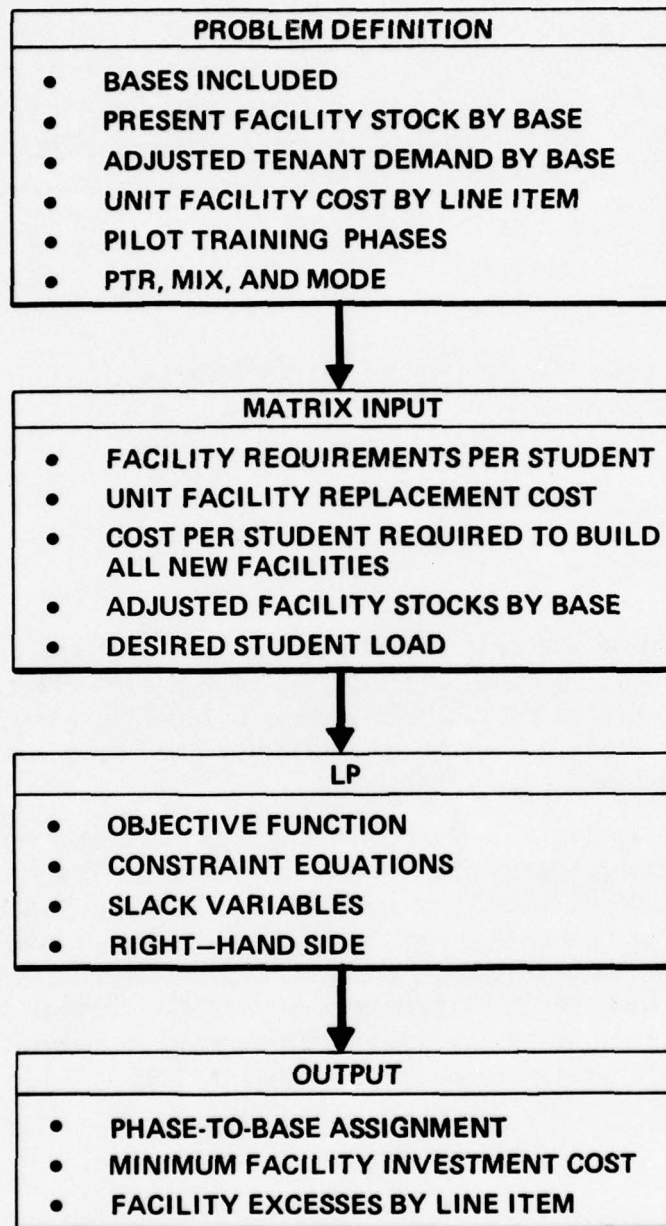 PROBLEM DEFINITION
• BASES INCLUDED
• PRESENT FACILITY STOCK BY BASE
• ADJUSTED TENANT DEMAND BY BASE
• UNIT FACILITY COST BY LINE ITEM
• PILOT TRAINING PHASES
• PTR, MIX, AND MODE
MATRIX INPUT
• FACILITY REQUIREMENTS PER STUDENT
• UNIT FACILITY REPLACEMENT COST
• COST PER STUDENT REQUIRED TO BUILD
ALL NEW FACILITIES
• ADJUSTED FACILITY STOCKS BY BASE
• DESIRED STUDENT LOAD
LP
• OBJECTIVE FUNCTION
• CONSTRAINT EQUATIONS
• SLACK VARIABLES
• RIGHT–HAND SIDE
OUTPUT
• PHASE-TO-BASE ASSIGNMENT
• MINIMUM FACILITY INVESTMENT COST
• FACILITY EXCESSES BY LINE ITEM